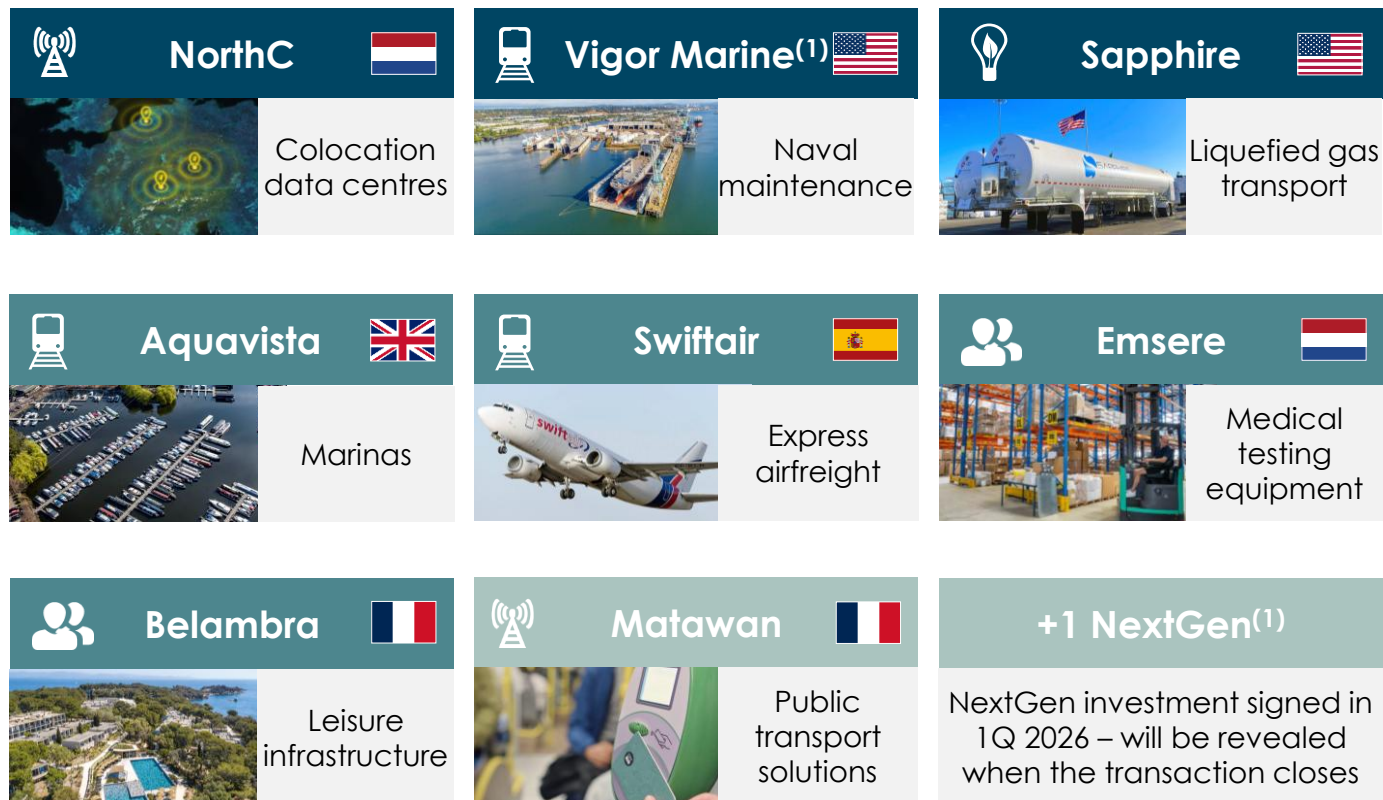 NorthC
Vigor Marine(1)
Sapphire
Colocation
data centres
Naval
maintenance
Liquefied gas
transport
Aquavista
Swiftair
Emsere
Marinas
swift
Express
airfreight
Medical
testing
equipment
Belambra
Matawan
+1 NextGen(1)
Leisure
infrastructure
Public
transport
solutions
NextGen investment signed in
1Q 2026 – will be revealed
when the transaction closes